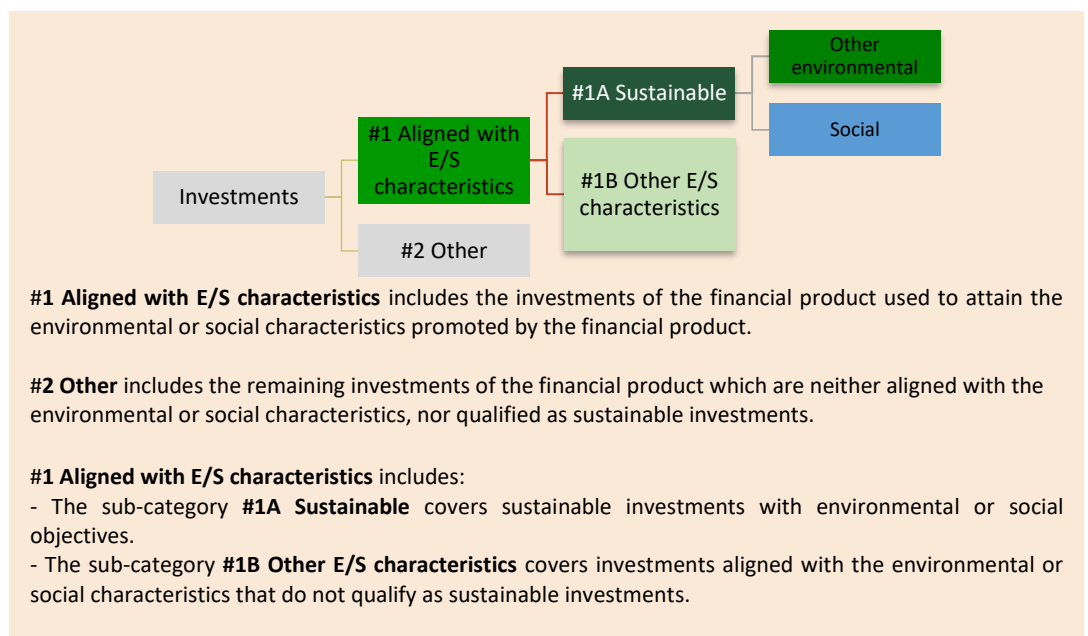 Other
environmental
#1A Sustainable
#1 Aligned with
E/S
characteristics
Social
#1B Other E/S
characteristics
Investments
#2 Other
#1 Aligned with E/S characteristics includes the investments of the financial product used to attain the
environmental or social characteristics promoted by the financial product.
#2 Other includes the remaining investments of the financial product which are neither aligned with the
environmental or social characteristics, nor qualified as sustainable investments.
#1 Aligned with E/S characteristics includes:
- The sub-category #1A Sustainable covers sustainable investments with environmental or social
objectives.
- The sub-category #1B Other E/S characteristics covers investments aligned with the environmental or
social characteristics that do not qualify as sustainable investments.